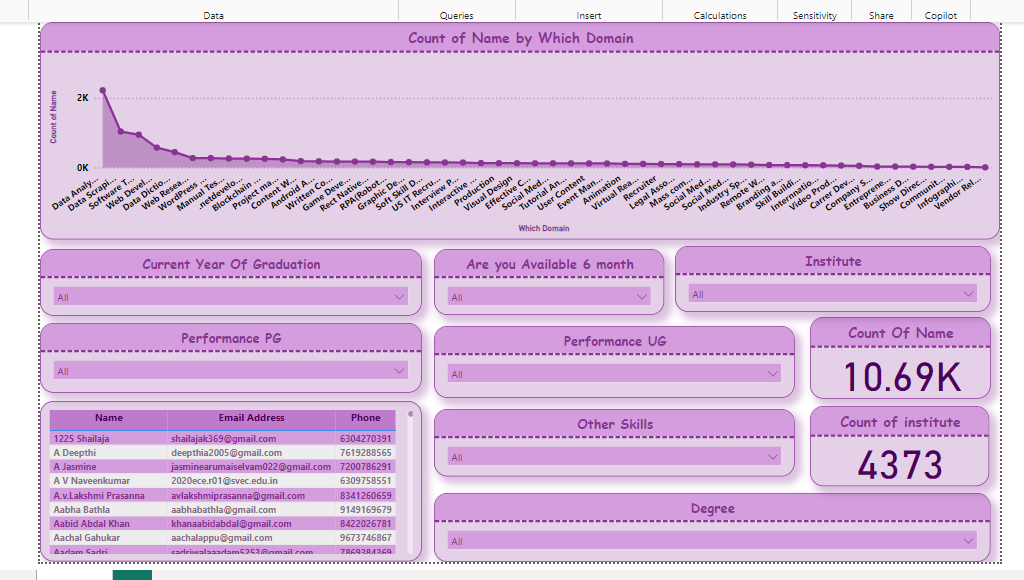 Data Queries Insert Calculations Sensitivity Share Copilot
Count of Name by Which Domain
Count of Name
2K
0K
Data Analy...
Data Scrapi...
Software T...
Web Devel...
Data Dictio...
Web Resea...
WordPress ...
Manual Tes...
.netdevelo...
Blockchain ...
Project ma...
Content W...
Android A...
Written Co...
Game Deve...
Rect Native...
RPA(Robot...
Graphic De...
Soft Skill D...
US IT Recru...
Interview P...
Interactive ...
Production
Visual Design
Effective C...
Social Med...
Tutorial An...
User Content
Event Man...
Animation
Virtual Rea...
Recruiter
Legal Asso...
Mass com...
Social Med...
Social Med...
Industry Sp...
Remote W...
Branding a...
Skill Buildi...
Internatio...
Video Prod...
Carrer Dev...
Company S...
Entreprene...
Business D...
Show Direc...
Communit...
Infographi...
Vendor Rel...
Which Domain
Current Year Of Graduation
All
Are you Available 6 month
All
Institute
All
Performance PG
All
Performance UG
All
Count Of Name
10.69K
Name Email Address Phone
1225 Shailaja shailajak369@gmail.com 6304270391
A Deepthi deepthia2005@gmail.com 7619288565
A Jasmine jasminearumaiselvam022@gmail.com 7200786291
A V Naveenkumar 2020ece.r01@svec.edu.in 6309758551
A.v.Lakshmi Prasanna avlakshmiprasanna@gmail.com 8341260659
Aabha Bathla aabhabathla@gmail.com 9149169679
Aabid Abdal Khan khanaabidabdal@gmail.com 8422026781
Aachal Gahukar aachalappu@gmail.com 9673746867
Aadam Sadri sadriwalaaadam5253@gmail.com 7869384369
Other Skills
All
Count of institute
4373
Degree
All